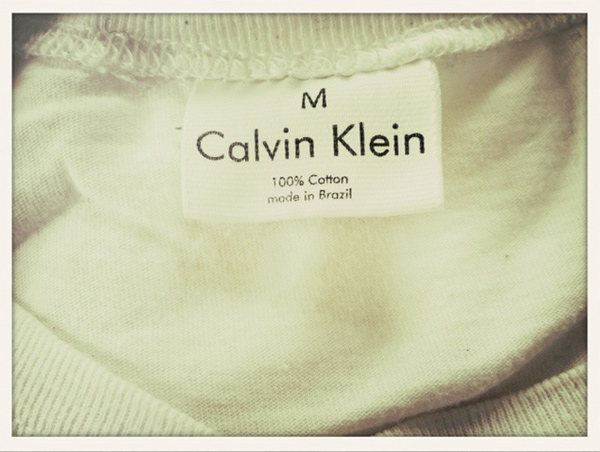 M
Calvin Klein
100% Cotton
made in Brazil